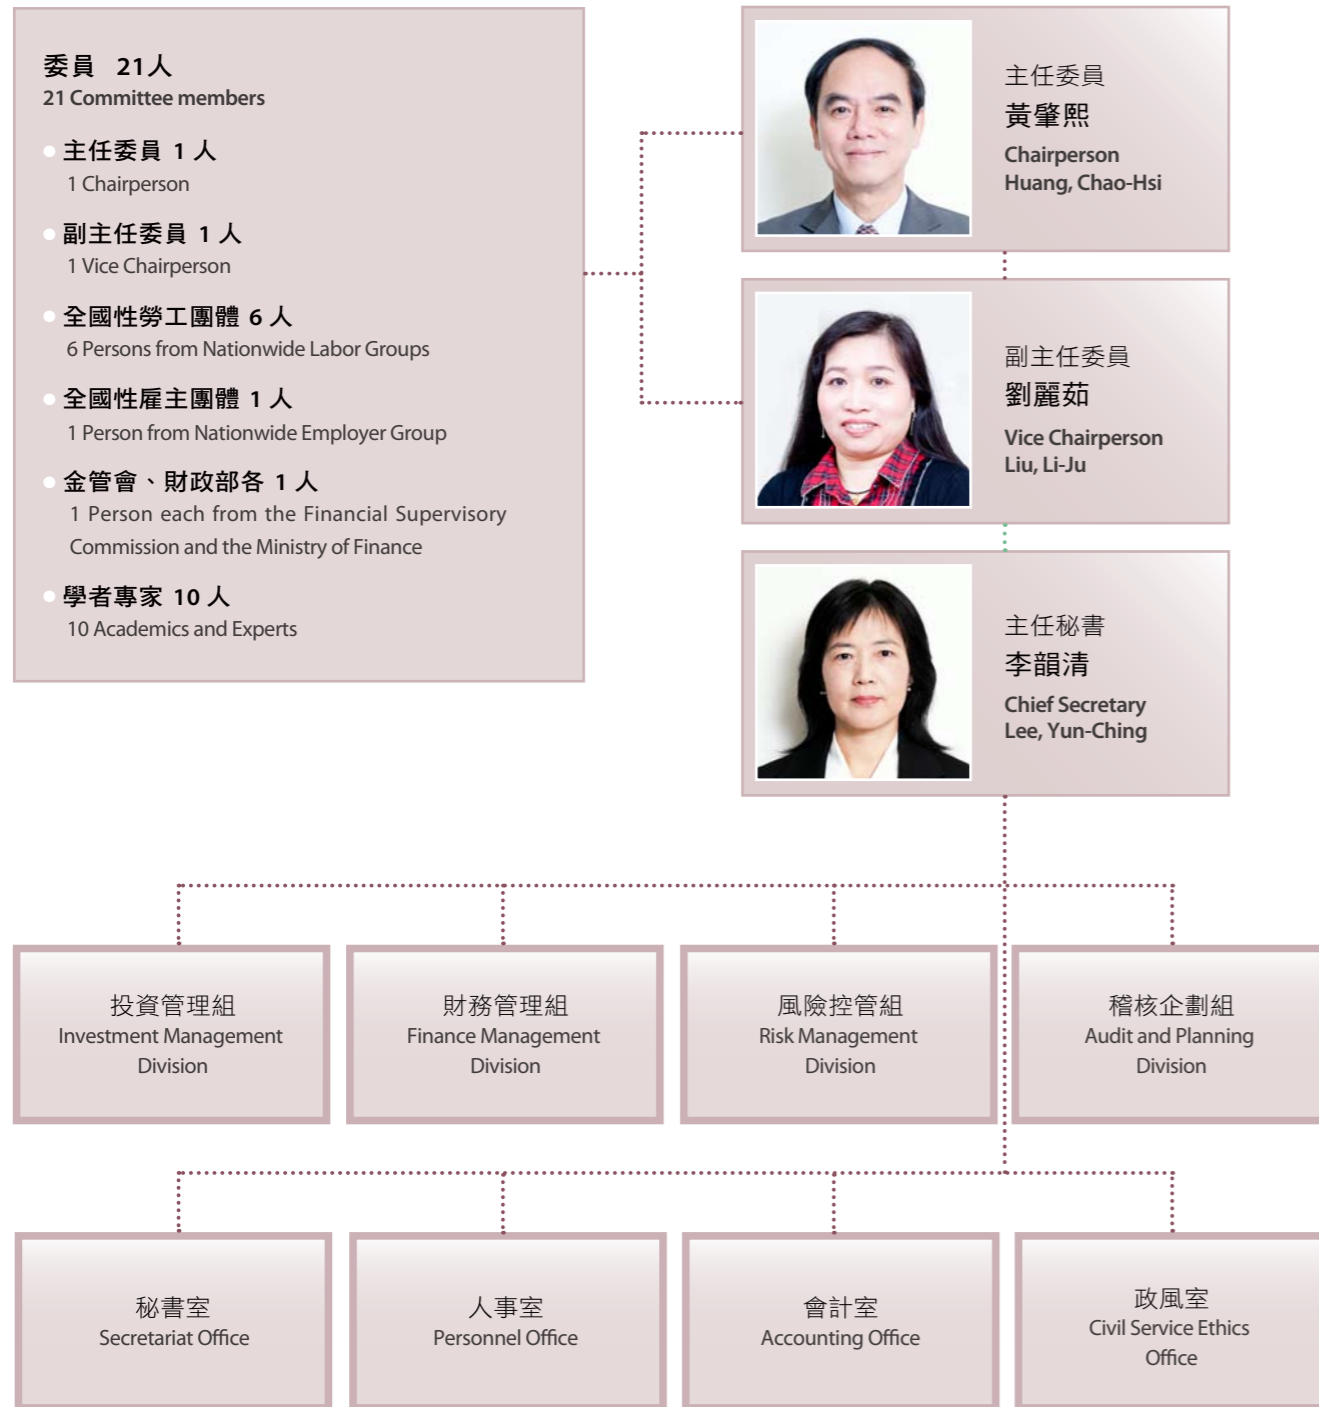 委員 21人
21 Committee members
主任委員 1 人
1 Chairperson
副主任委員 1 人
1 Vice Chairperson
全國性勞工團體 6 人
6 Persons from Nationwide Labor Groups
全國性雇主團體 1 人
1 Person from Nationwide Employer Group
金管會、財政部各 1 人
1 Person each from the Financial Supervisory
Commission and the Ministry of Finance
學者專家 10 人
10 Academics and Experts
主任委員
黃肇熙
Chairperson
Huang, Chao-Hsi
副主任委員
劉麗茹
Vice Chairperson
Liu, Li-Ju
主任秘書
李韻清
Chief Secretary
Lee, Yun-Ching
投資管理組
Investment Management
Division
財務管理組
Finance Management
Division
風險控管組
Risk Management
Division
稽核企劃組
Audit and Planning
Division
秘書室
Secretariat Office
人事室
Personnel Office
會計室
Accounting Office
政風室
Civil Service Ethics
Office